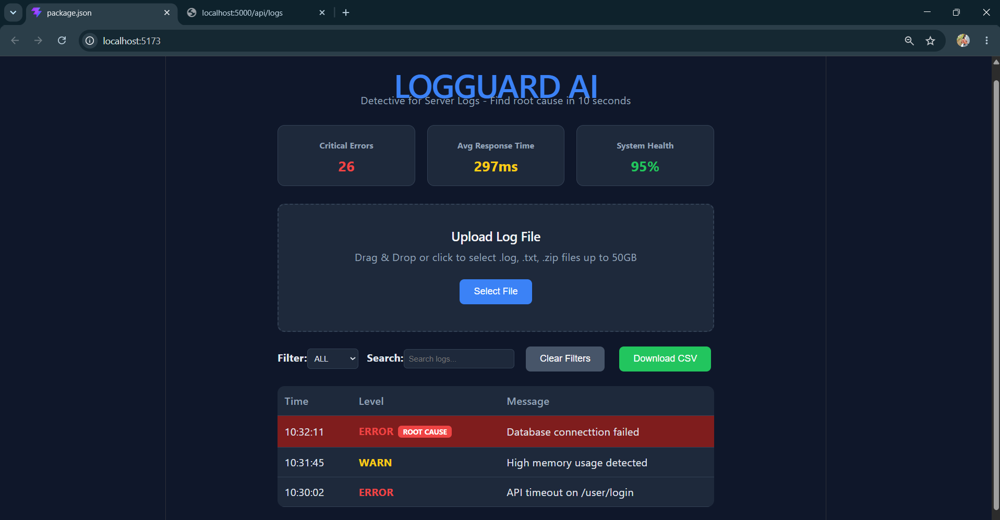 package.json
localhost:5000/api/logs
localhost:5173
LOGGUARD AI
Detective for Server Logs - Find root cause in 10 seconds
Critical Errors
26
Avg Response Time
297ms
System Health
95%
Upload Log File
Drag & Drop or click to select .log, .txt, .zip files up to 50GB
Select File
Filter: ALL Search: Search logs... Clear Filters Download CSV
Time Level Message
10:32:11 ERROR ROOT CAUSE Database connecttion failed
10:31:45 WARN High memory usage detected
10:30:02 ERROR API timeout on /user/login